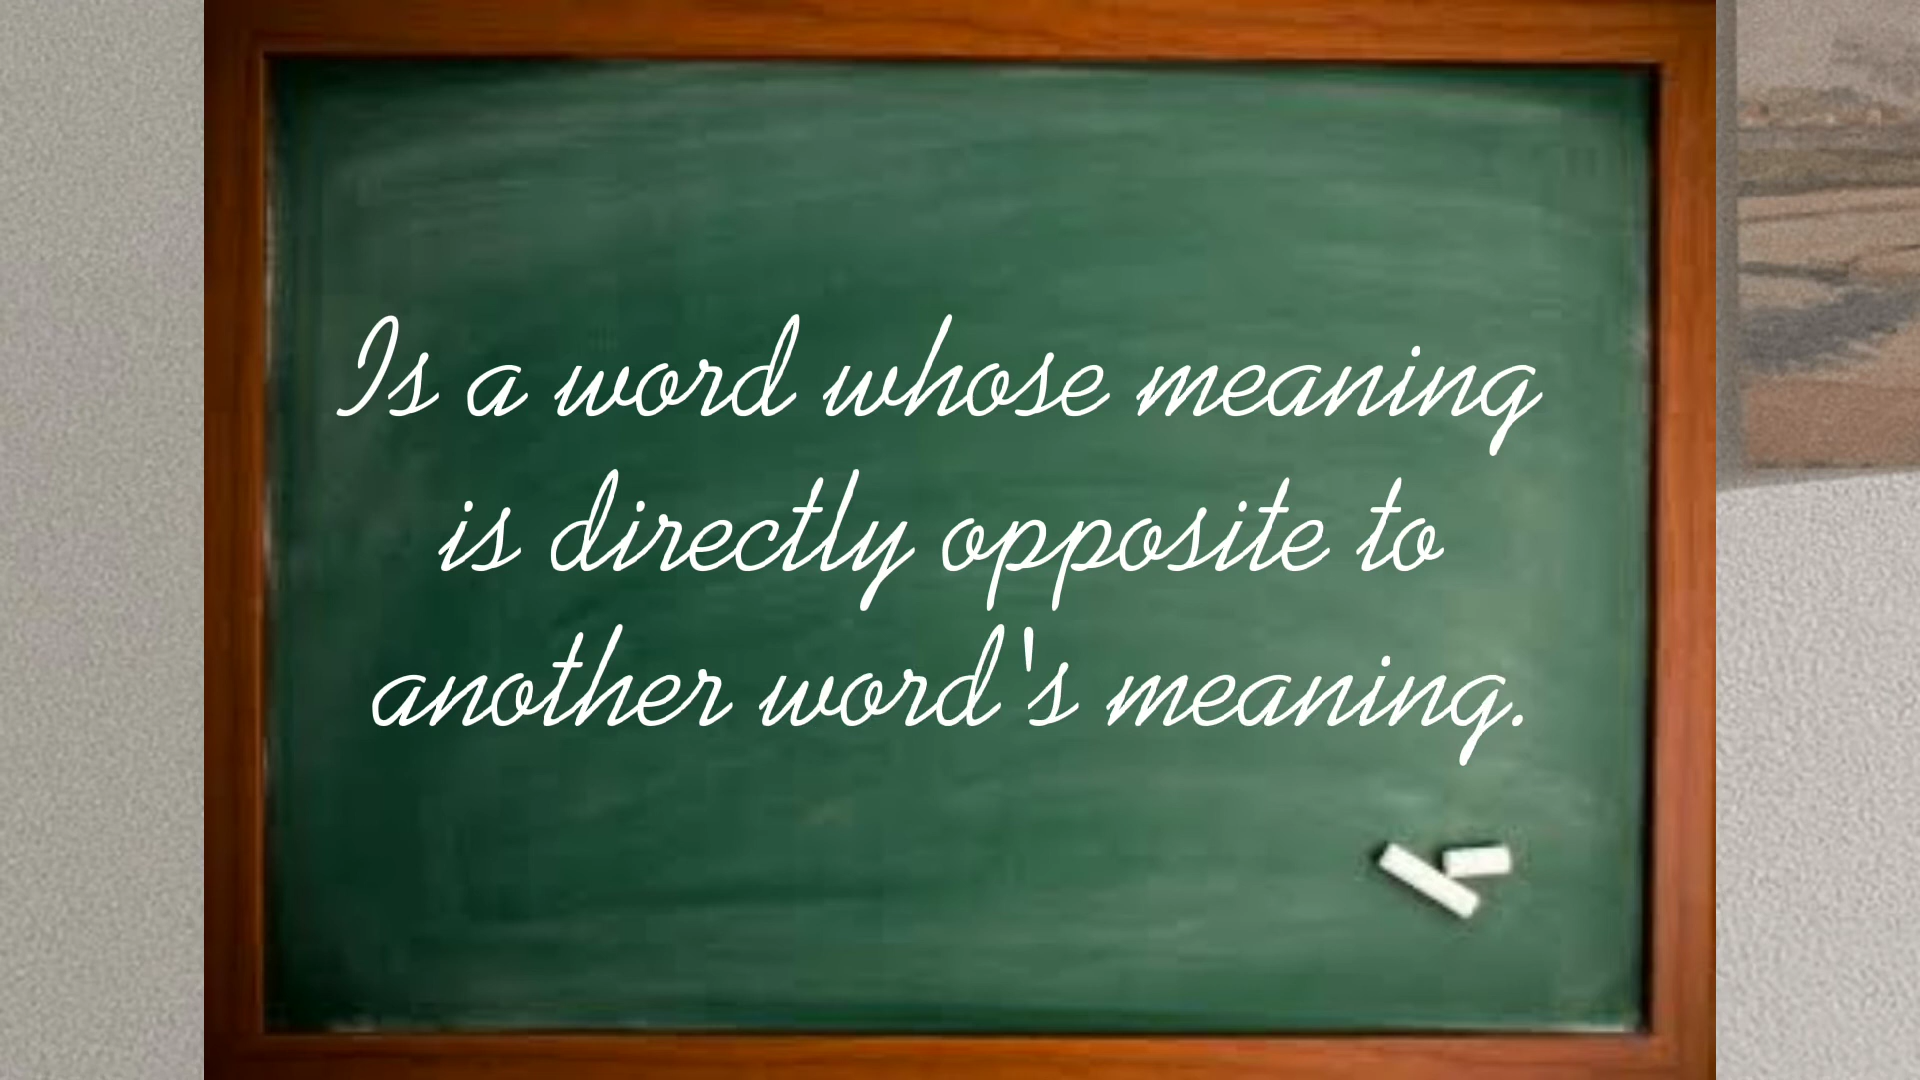 Is a word whose meaning
is directly opposite to
another word's meaning.